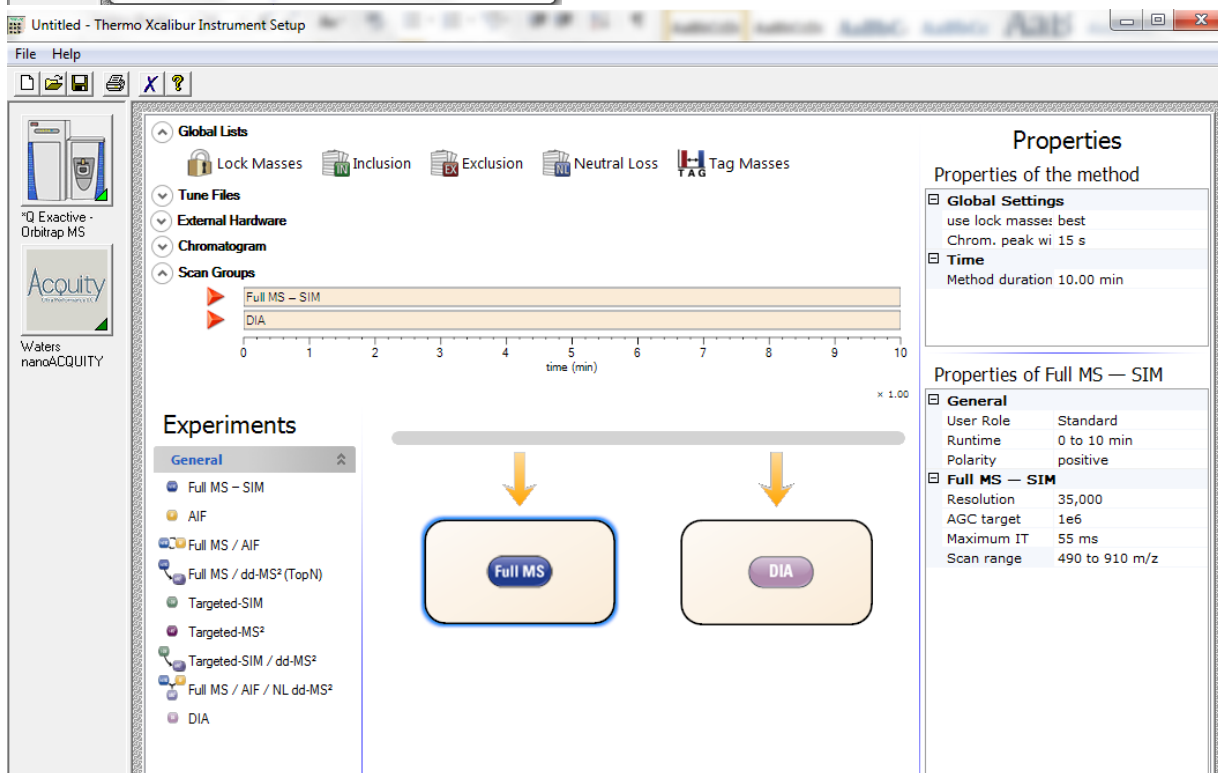 Untitled - Thermo Xcalibur Instrument Setup
File Help
*Q Exactive -
Orbitrap MS
Acquity
Waters
nanoACQUITY
Global Lists
Lock Masses
IN
Inclusion
EX
Exclusion
NL
Neutral Loss
TAG
Tag Masses
Tune Files
External Hardware
Chromatogram
Scan Groups
Full MS – SIM
DIA
0 1 2 3 4 5 6 7 8 9 10
time (min)
× 1.00
Experiments
General
Full MS – SIM
AIF
Full MS / AIF
Full MS / dd-MS² (TopN)
Targeted-SIM
Targeted-MS²
Targeted-SIM / dd-MS²
Full MS / AIF / NL dd-MS²
DIA
Full MS
DIA
Properties
Properties of the method
Global Settings
use lock masses best
Chrom. peak wi 15 s
Time
Method duration 10.00 min
Properties of Full MS — SIM
General
User Role Standard
Runtime 0 to 10 min
Polarity positive
Full MS — SIM
Resolution 35,000
AGC target 1e6
Maximum IT 55 ms
Scan range 490 to 910 m/z